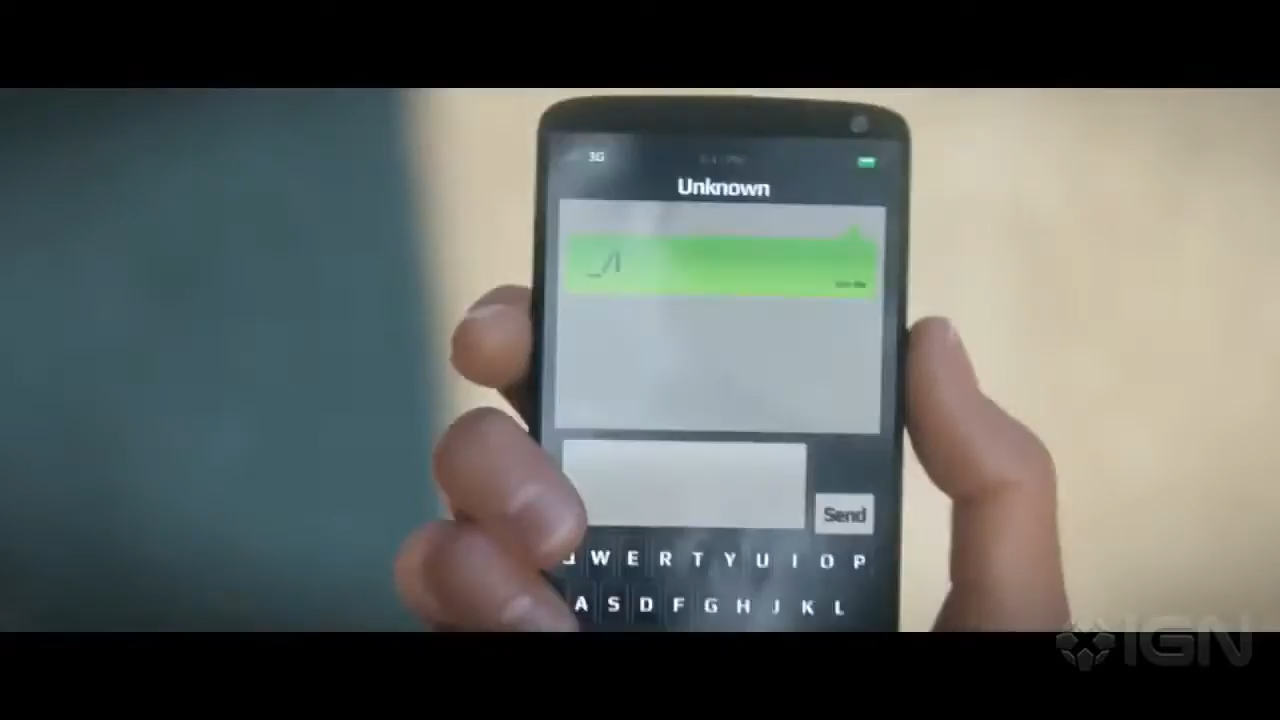 3G
Unknown
_/I
Send
W E R T Y U I O P
A S D F G H J K L
IGN